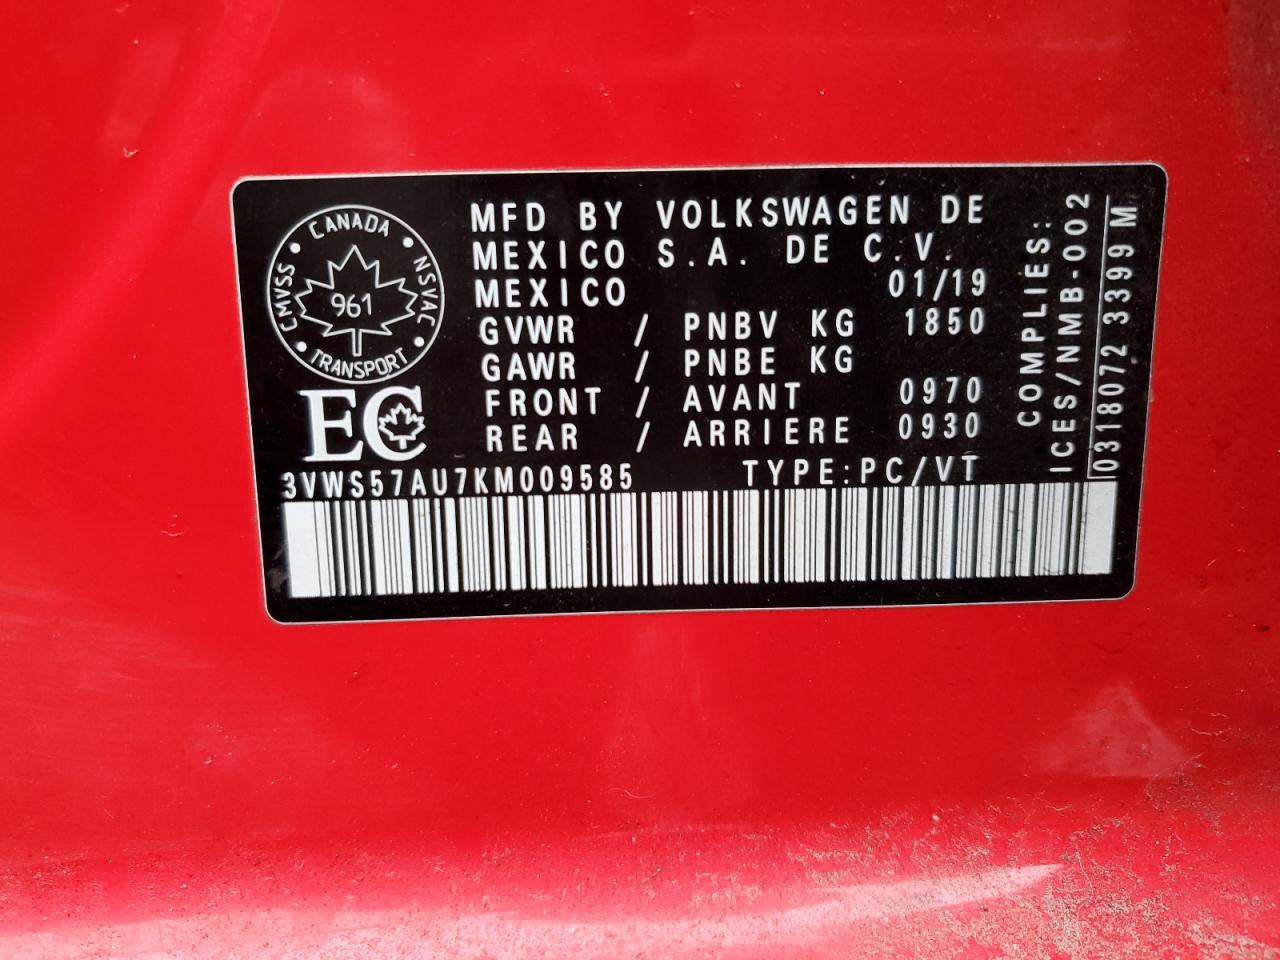 CANADA
CMVSS
NSVAC
961
TRANSPORT
EC
MFD BY VOLKSWAGEN DE
MEXICO S.A. DE C.V.
MEXICO 01/19
GVWR / PNBV KG 1850
GAWR / PNBE KG
FRONT / AVANT 0970
REAR / ARRIERE 0930
3VWS57AU7KM009585 TYPE:PC/VT
COMPLIES:
ICES/NMB-002
0318072 3399 M